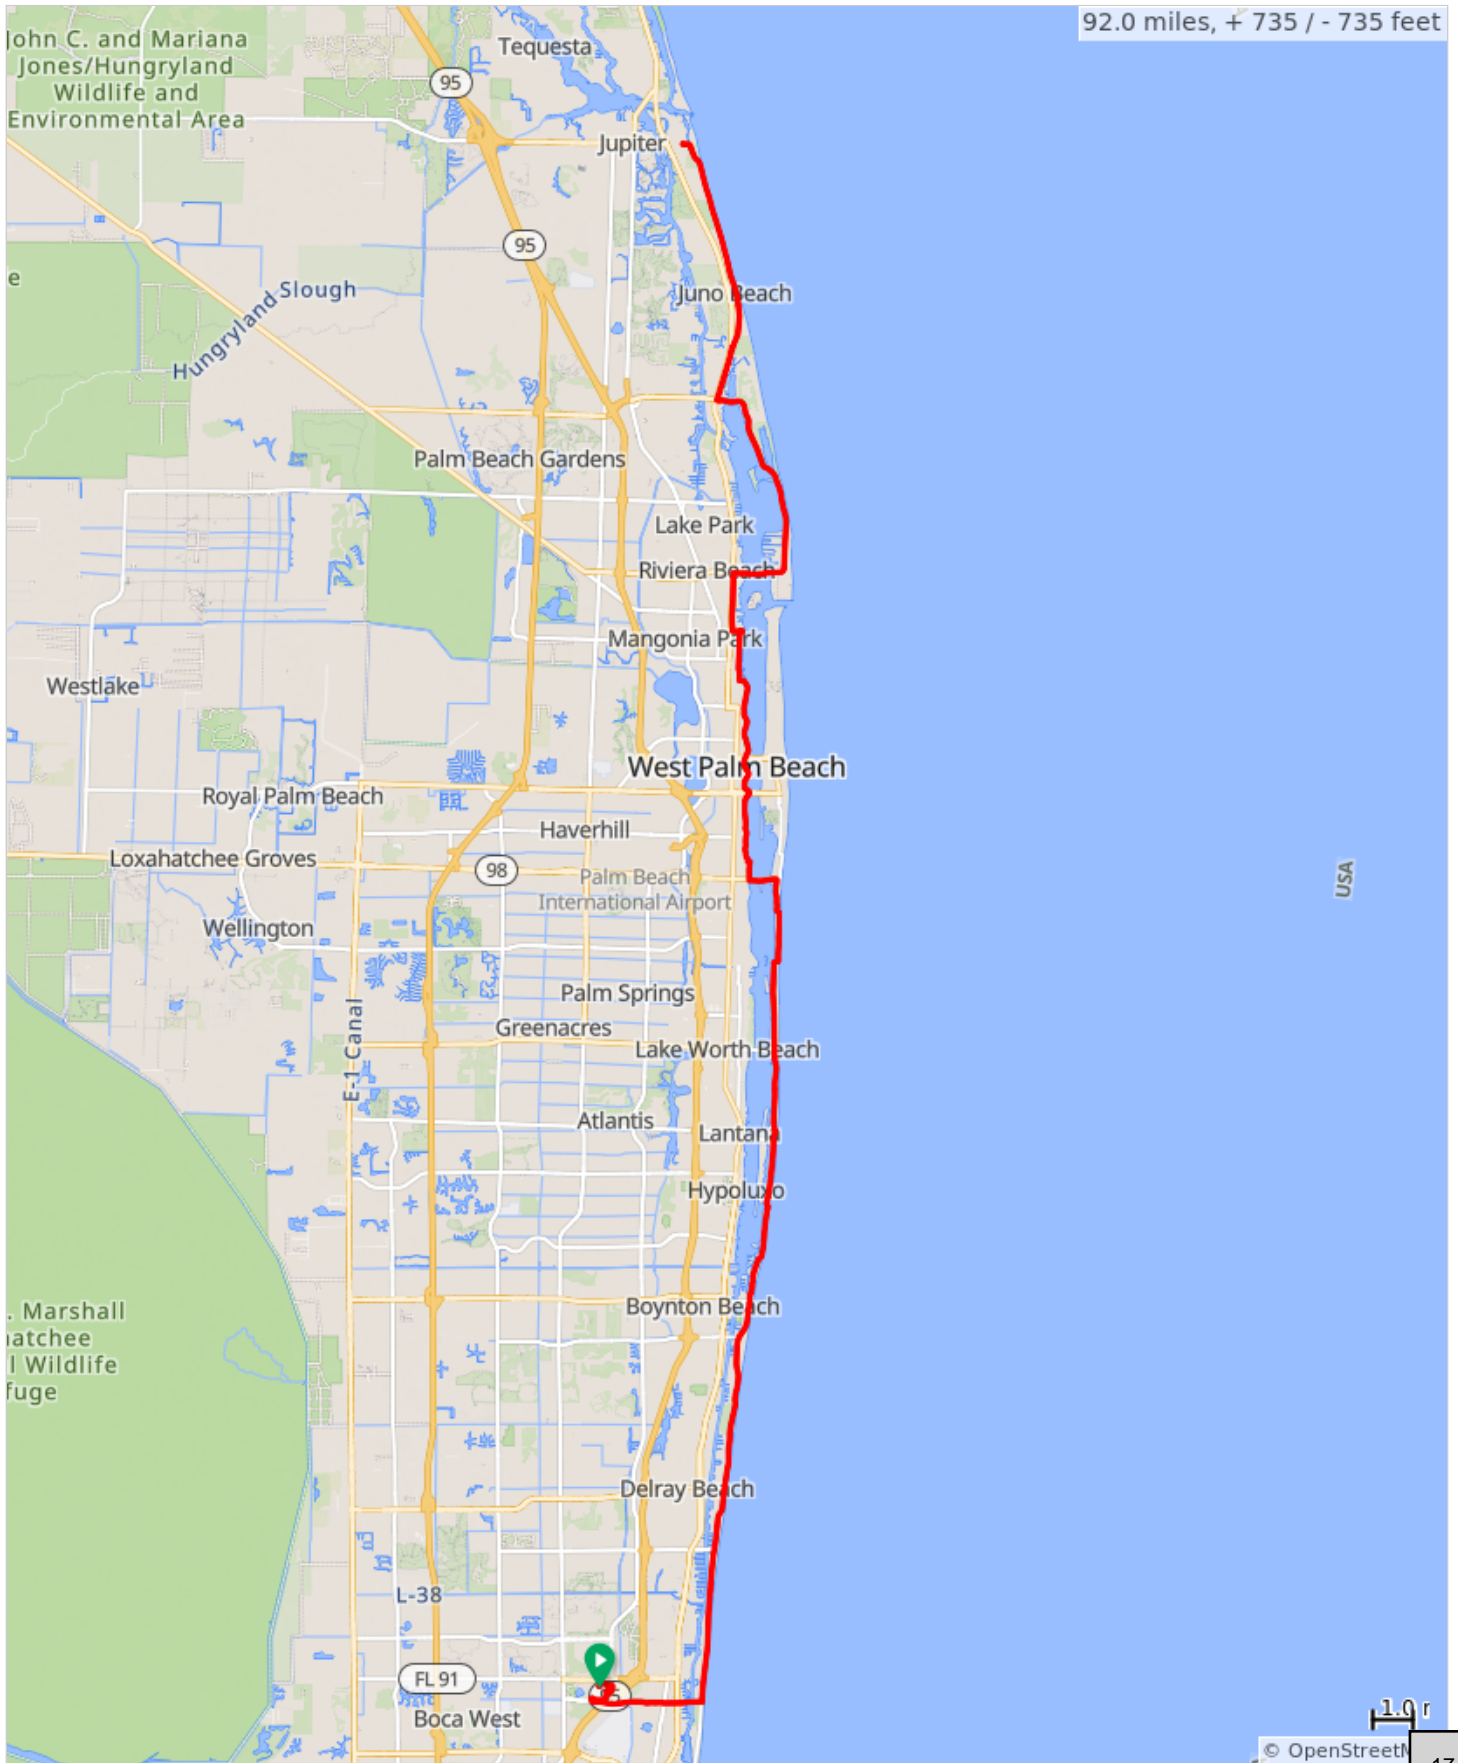 92.0 miles, + 735 / - 735 feet
John C. and Mariana
Jones/Hungryland
Wildlife and
Environmental Area
Tequesta
95
Jupiter
95
e
Slough
Hungryland
Juno Beach
Palm Beach Gardens
Lake Park
Riviera Beach
Mangonia Park
Westlake
West Palm Beach
Royal Palm Beach
Haverhill
Loxahatchee Groves
98
Palm Beach
International Airport
USA
Wellington
Palm Springs
E-1 Canal
Greenacres
Lake Worth Beach
Atlantis
Lantana
Hypoluxo
. Marshall
hatchee
l Wildlife
fuge
Boynton Beach
Delray Beach
L-38
FL 91
Boca West
1.0 r
© OpenStreetM